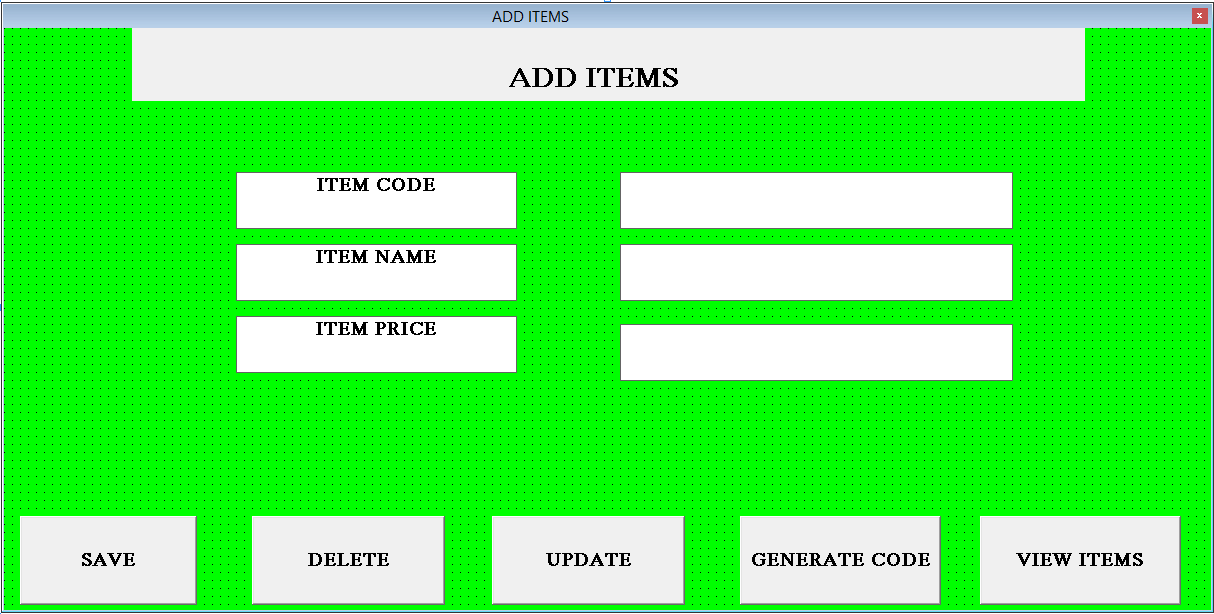 ADD ITEMS
ADD ITEMS
ITEM CODE
ITEM NAME
ITEM PRICE
SAVE
DELETE
UPDATE
GENERATE CODE
VIEW ITEMS